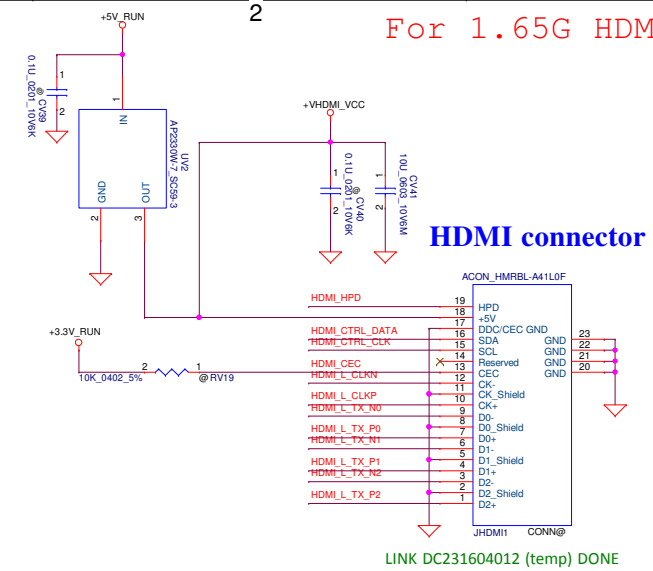 2
For 1.65G HDM
+5V_RUN
1
2
0.1U_0201_10V6K
@
CV39
1
IN
UV2
AP2330W-7_SC59-3
GND
OUT
2
3
+VHDMI_VCC
1
2
0.1U_0201_10V6K
@
CV40
1
2
10U_0603_10V6M
CV41
HDMI connector
ACON_HMRBL-A41L0F
+3.3V_RUN
2
1
10K_0402_5%
@RV19
HDMI_HPD
19
HPD
18
+5V
17
DDC/CEC GND
HDMI_CTRL_DATA
16
SDA
GND
23
HDMI_CTRL_CLK
15
SCL
GND
22
14
Reserved
GND
21
HDMI_CEC
13
CEC
GND
20
HDMI_L_CLKN
12
CK-
11
CK_Shield
HDMI_L_CLKP
10
CK+
HDMI_L_TX_N0
9
D0-
8
D0_Shield
HDMI_L_TX_P0
7
D0+
HDMI_L_TX_N1
6
D1-
5
D1_Shield
HDMI_L_TX_P1
4
D1+
HDMI_L_TX_N2
3
D2-
2
D2_Shield
HDMI_L_TX_P2
1
D2+
JHDMI1
CONN@
LINK DC231604012 (temp) DONE